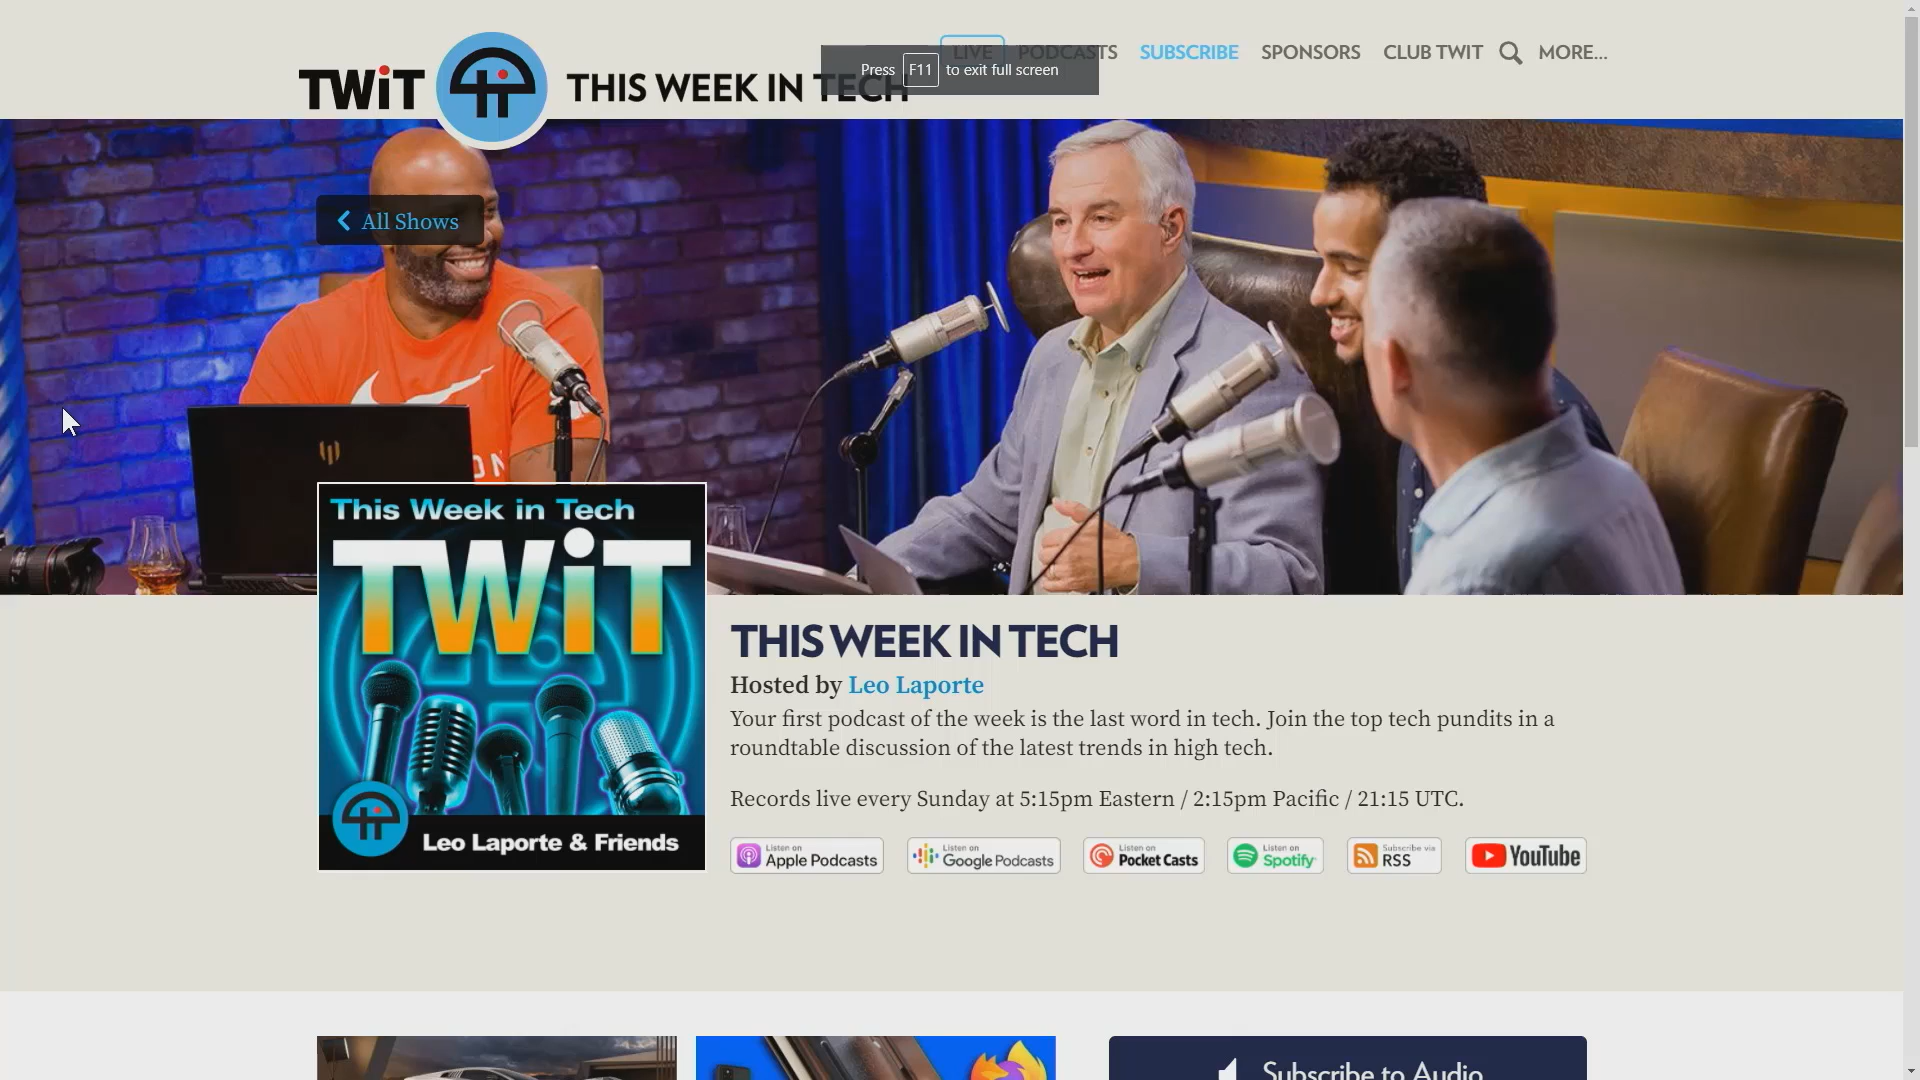 TWiT
THIS WEEK IN TECH
LIVE
PODCASTS
SUBSCRIBE
SPONSORS
CLUB TWIT
MORE...
Press F11 to exit full screen
All Shows
This Week in Tech
TWiT
Leo Laporte & Friends
THIS WEEK IN TECH
Hosted by Leo Laporte
Your first podcast of the week is the last word in tech. Join the top tech pundits in a
roundtable discussion of the latest trends in high tech.
Records live every Sunday at 5:15pm Eastern / 2:15pm Pacific / 21:15 UTC.
Listen on
Apple Podcasts
Listen on
Google Podcasts
Listen on
Pocket Casts
Listen on
Spotify
Subscribe via
RSS
YouTube
Subscribe to Audio